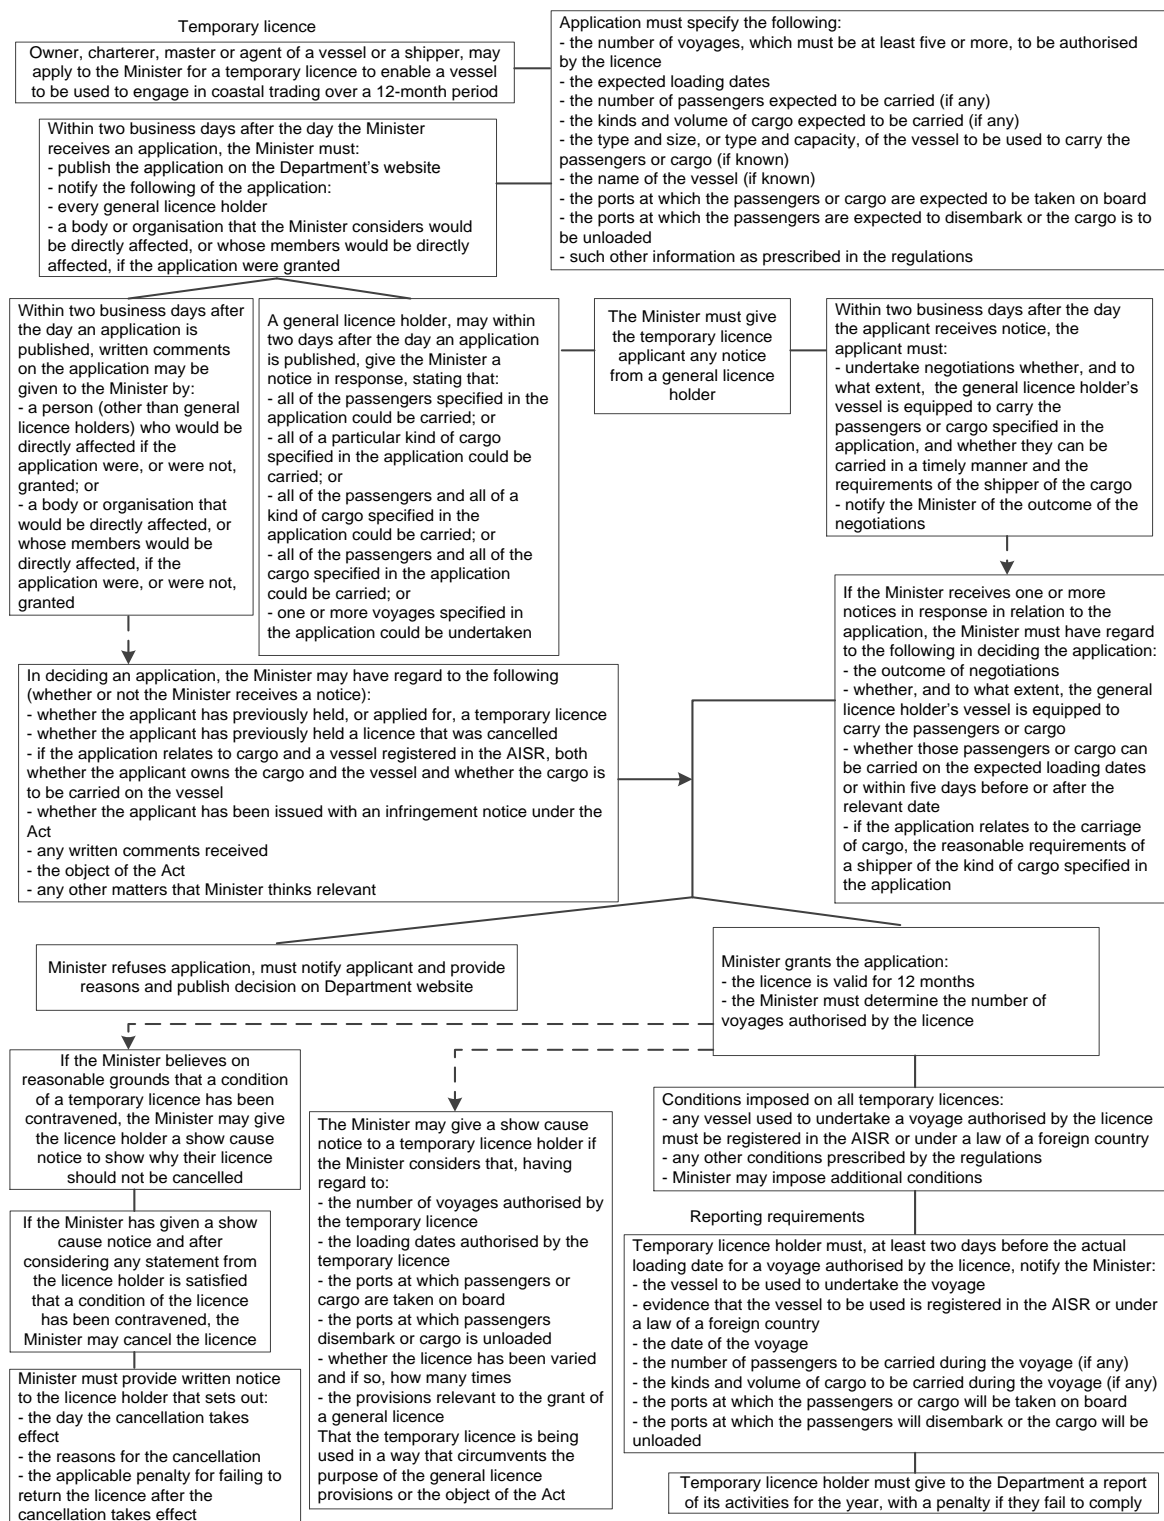 Temporary licence
Owner, charterer, master or agent of a vessel or a shipper, may
apply to the Minister for a temporary licence to enable a vessel
to be used to engage in coastal trading over a 12-month period
Application must specify the following:
- the number of voyages, which must be at least five or more, to be authorised
by the licence
- the expected loading dates
- the number of passengers expected to be carried (if any)
- the kinds and volume of cargo expected to be carried (if any)
- the type and size, or type and capacity, of the vessel to be used to carry the
passengers or cargo (if known)
- the name of the vessel (if known)
- the ports at which the passengers or cargo are expected to be taken on board
- the ports at which the passengers are expected to disembark or the cargo is to
be unloaded
- such other information as prescribed in the regulations
Within two business days after the day the Minister
receives an application, the Minister must:
- publish the application on the Department's website
- notify the following of the application:
- every general licence holder
- a body or organisation that the Minister considers would
be directly affected, or whose members would be directly
affected, if the application were granted
Within two business days after
the day an application is
published, written comments
on the application may be
given to the Minister by:
- a person (other than general
licence holders) who would be
directly affected if the
application were, or were not,
granted; or
- a body or organisation that
would be directly affected, or
whose members would be
directly affected, if the
application were, or were not,
granted
A general licence holder, may within
two days after the day an application
is published, give the Minister a
notice in response, stating that:
- all of the passengers specified in the
application could be carried; or
- all of a particular kind of cargo
specified in the application could be
carried; or
- all of the passengers and all of a
kind of cargo specified in the
application could be carried; or
- all of the passengers and all of the
cargo specified in the application
could be carried; or
- one or more voyages specified in
the application could be undertaken
The Minister must give
the temporary licence
applicant any notice
from a general licence
holder
Within two business days after the day
the applicant receives notice, the
applicant must:
- undertake negotiations whether, and to
what extent, the general licence holder's
vessel is equipped to carry the
passengers or cargo specified in the
application, and whether they can be
carried in a timely manner and the
requirements of the shipper of the cargo
- notify the Minister of the outcome of the
negotiations
If the Minister receives one or more
notices in response in relation to the
application, the Minister must have regard
to the following in deciding the application:
- the outcome of negotiations
- whether, and to what extent, the general
licence holder's vessel is equipped to
carry the passengers or cargo
- whether those passengers or cargo can
be carried on the expected loading dates
or within five days before or after the
relevant date
- if the application relates to the carriage
of cargo, the reasonable requirements of
a shipper of the kind of cargo specified in
the application
In deciding an application, the Minister may have regard to the following
(whether or not the Minister receives a notice):
- whether the applicant has previously held, or applied for, a temporary licence
- whether the applicant has previously held a licence that was cancelled
- if the application relates to cargo and a vessel registered in the AISR, both
whether the applicant owns the cargo and the vessel and whether the cargo is
to be carried on the vessel
- whether the applicant has been issued with an infringement notice under the
Act
- any written comments received
- the object of the Act
- any other matters that Minister thinks relevant
Minister refuses application, must notify applicant and provide
reasons and publish decision on Department website
Minister grants the application:
- the licence is valid for 12 months
- the Minister must determine the number of
voyages authorised by the licence
If the Minister believes on
reasonable grounds that a condition
of a temporary licence has been
contravened, the Minister may give
the licence holder a show cause
notice to show why their licence
should not be cancelled
If the Minister has given a show
cause notice and after
considering any statement from
the licence holder is satisfied
that a condition of the licence
has been contravened, the
Minister may cancel the licence
Minister must provide written notice
to the licence holder that sets out:
- the day the cancellation takes
effect
- the reasons for the cancellation
- the applicable penalty for failing to
return the licence after the
cancellation takes effect
The Minister may give a show cause
notice to a temporary licence holder if
the Minister considers that, having
regard to:
- the number of voyages authorised by
the temporary licence
- the loading dates authorised by the
temporary licence
- the ports at which passengers or
cargo are taken on board
- the ports at which passengers
disembark or cargo is unloaded
- whether the licence has been varied
and if so, how many times
- the provisions relevant to the grant of
a general licence
That the temporary licence is being
used in a way that circumvents the
purpose of the general licence
provisions or the object of the Act
Conditions imposed on all temporary licences:
- any vessel used to undertake a voyage authorised by the licence
must be registered in the AISR or under a law of a foreign country
- any other conditions prescribed by the regulations
- Minister may impose additional conditions
Reporting requirements
Temporary licence holder must, at least two days before the actual
loading date for a voyage authorised by the licence, notify the Minister:
- the vessel to be used to undertake the voyage
- evidence that the vessel to be used is registered in the AISR or under
a law of a foreign country
- the date of the voyage
- the number of passengers to be carried during the voyage (if any)
- the kinds and volume of cargo to be carried during the voyage (if any)
- the ports at which the passengers or cargo will be taken on board
- the ports at which the passengers will disembark or the cargo will be
unloaded
Temporary licence holder must give to the Department a report
of its activities for the year, with a penalty if they fail to comply